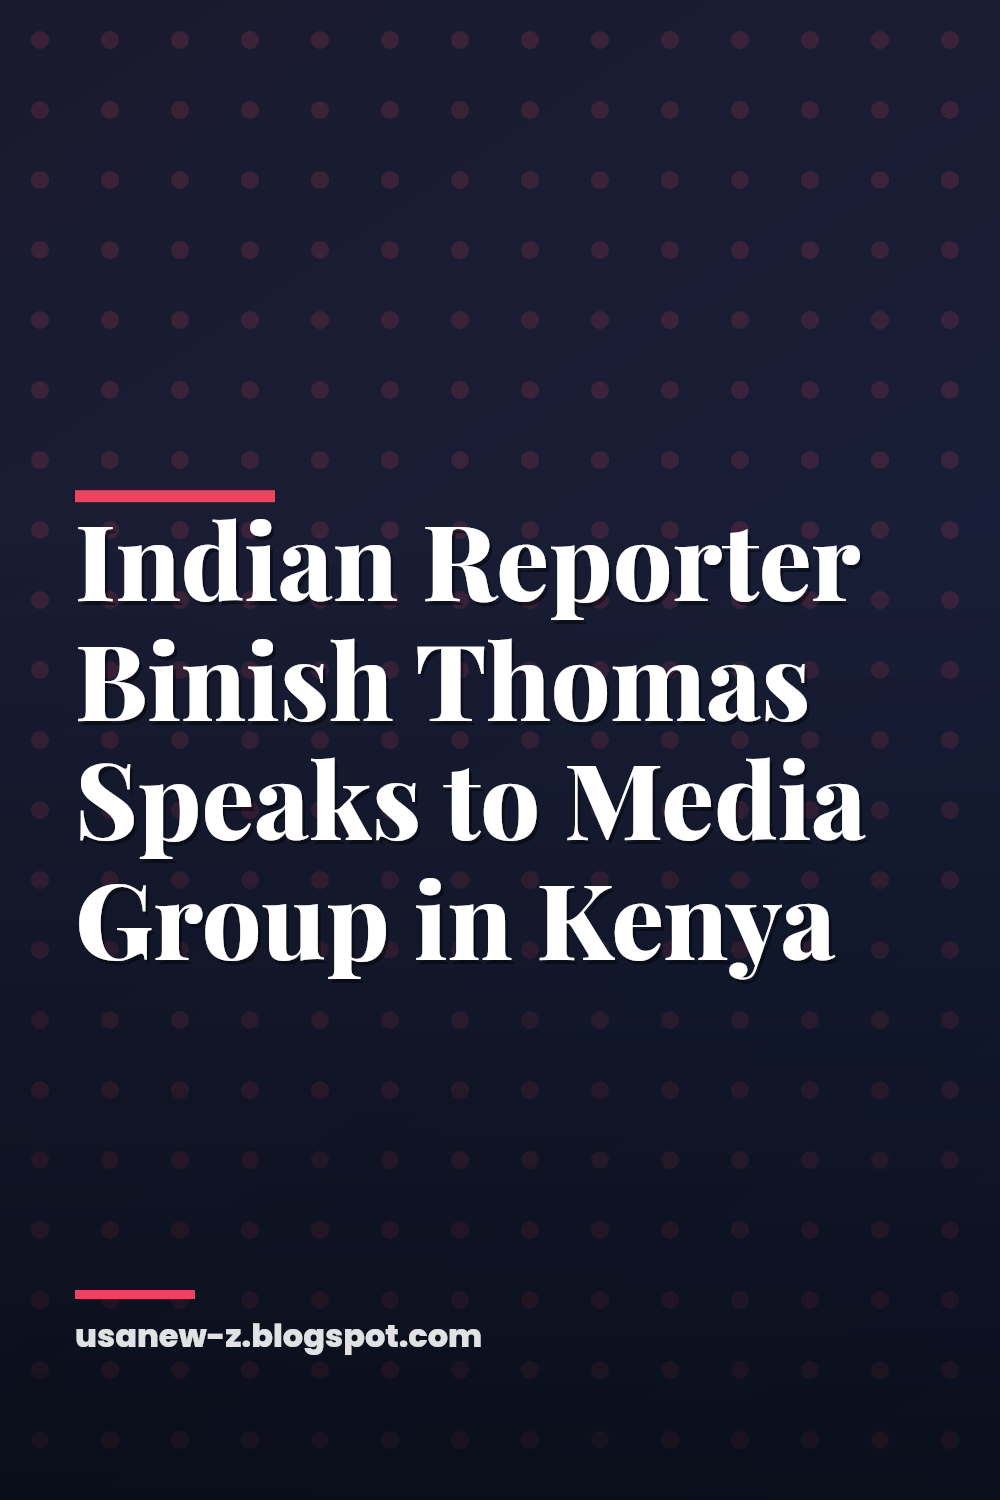 Indian Reporter
Binish Thomas
Speaks to Media
Group in Kenya
usanew-z.blogspot.com